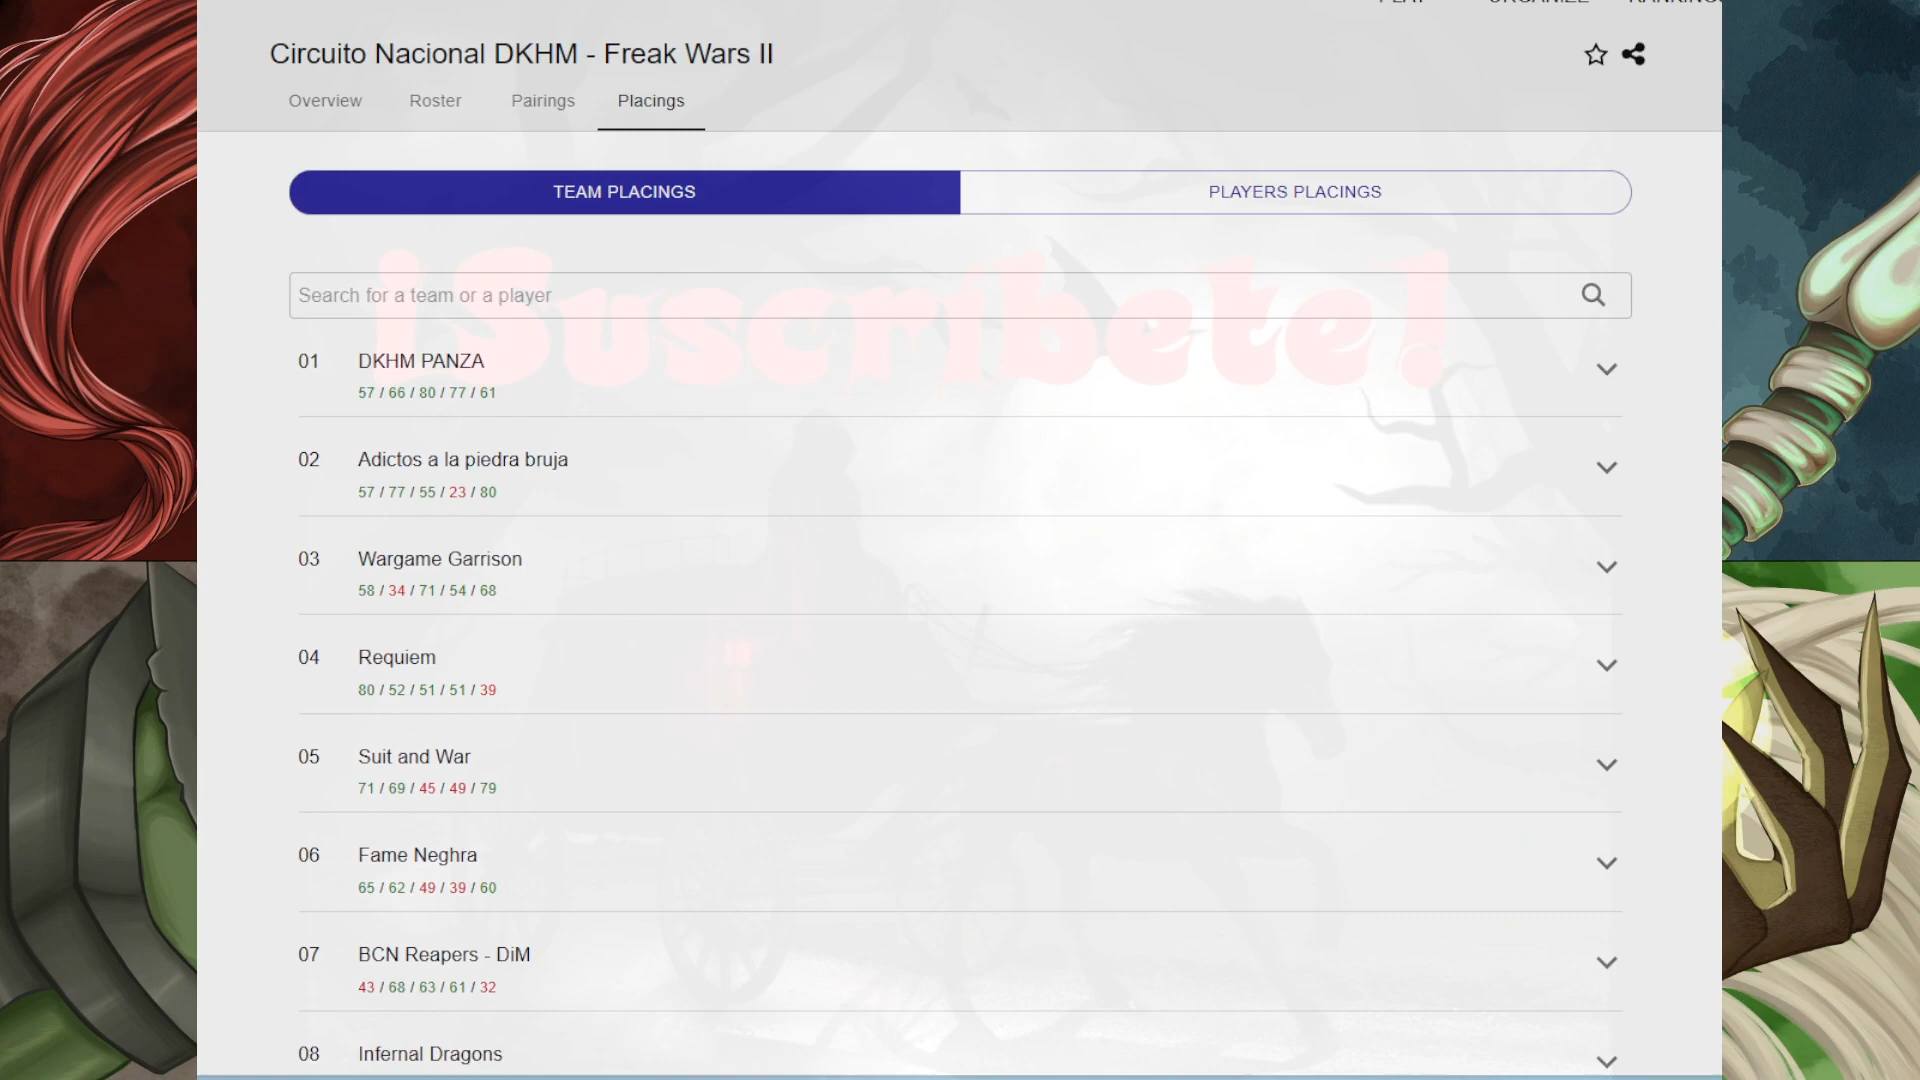 Circuito Nacional DKHM - Freak Wars II
Overview Roster Pairings Placings
TEAM PLACINGS PLAYERS PLACINGS
¡Suscríbete!
Search for a team or a player
01 DKHM PANZA
57 / 66 / 80 / 77 / 61
02 Adictos a la piedra bruja
57 / 77 / 55 / 23 / 80
03 Wargame Garrison
58 / 34 / 71 / 54 / 68
04 Requiem
80 / 52 / 51 / 51 / 39
05 Suit and War
71 / 69 / 45 / 49 / 79
06 Fame Neghra
65 / 62 / 49 / 39 / 60
07 BCN Reapers - DiM
43 / 68 / 63 / 61 / 32
08 Infernal Dragons